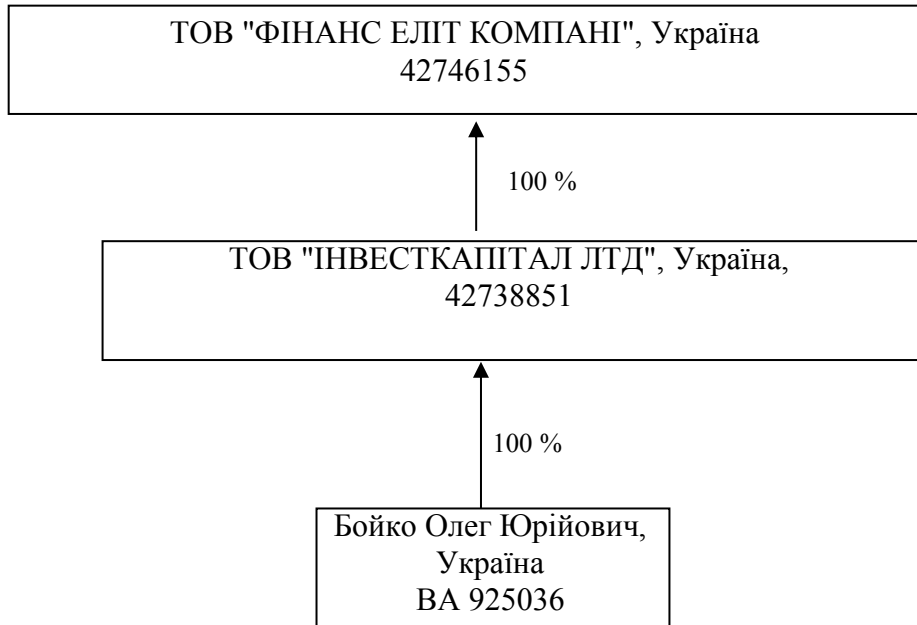 ТОВ "ФІНАНС ЕЛІТ КОМПАНІ", Україна
42746155
100 %
ТОВ "ІНВЕСТКАПІТАЛ ЛТД", Україна,
42738851
100 %
Бойко Олег Юрійович,
Україна
ВА 925036